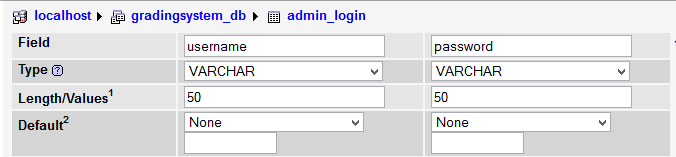 localhost ▶ gradingsystem_db ▶ admin_login
Field username password
Type VARCHAR VARCHAR
Length/Values1 50 50
Default2 None None